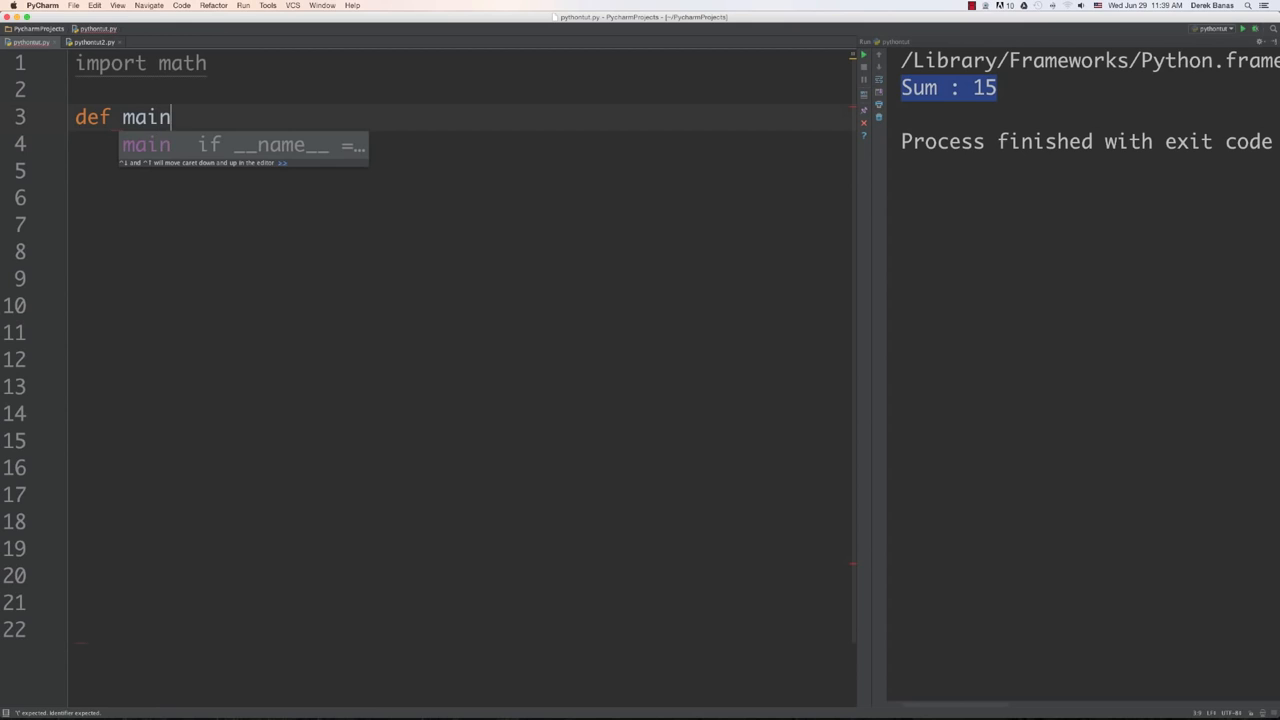 PyCharm File Edit View Navigate Code Refactor Run Tools VCS Window Help
10 Wed Jun 29 11:39 AM Derek Banas
pythontut.py - PycharmProjects - [~/PycharmProjects]
PycharmProjects pythontut.py
pythontut
pythontut.py pythontut2.py
Run: pythontut
1 import math
2
3 def main
main if __name__ =…
^↓ and ^↑ will move caret down and up in the editor >>
4
5
6
7
8
9
10
11
12
13
14
15
16
17
18
19
20
21
22
/Library/Frameworks/Python.frame
Sum : 15
Process finished with exit code
'(' expected. Identifier expected.
3:9 LF÷ UTF-8÷